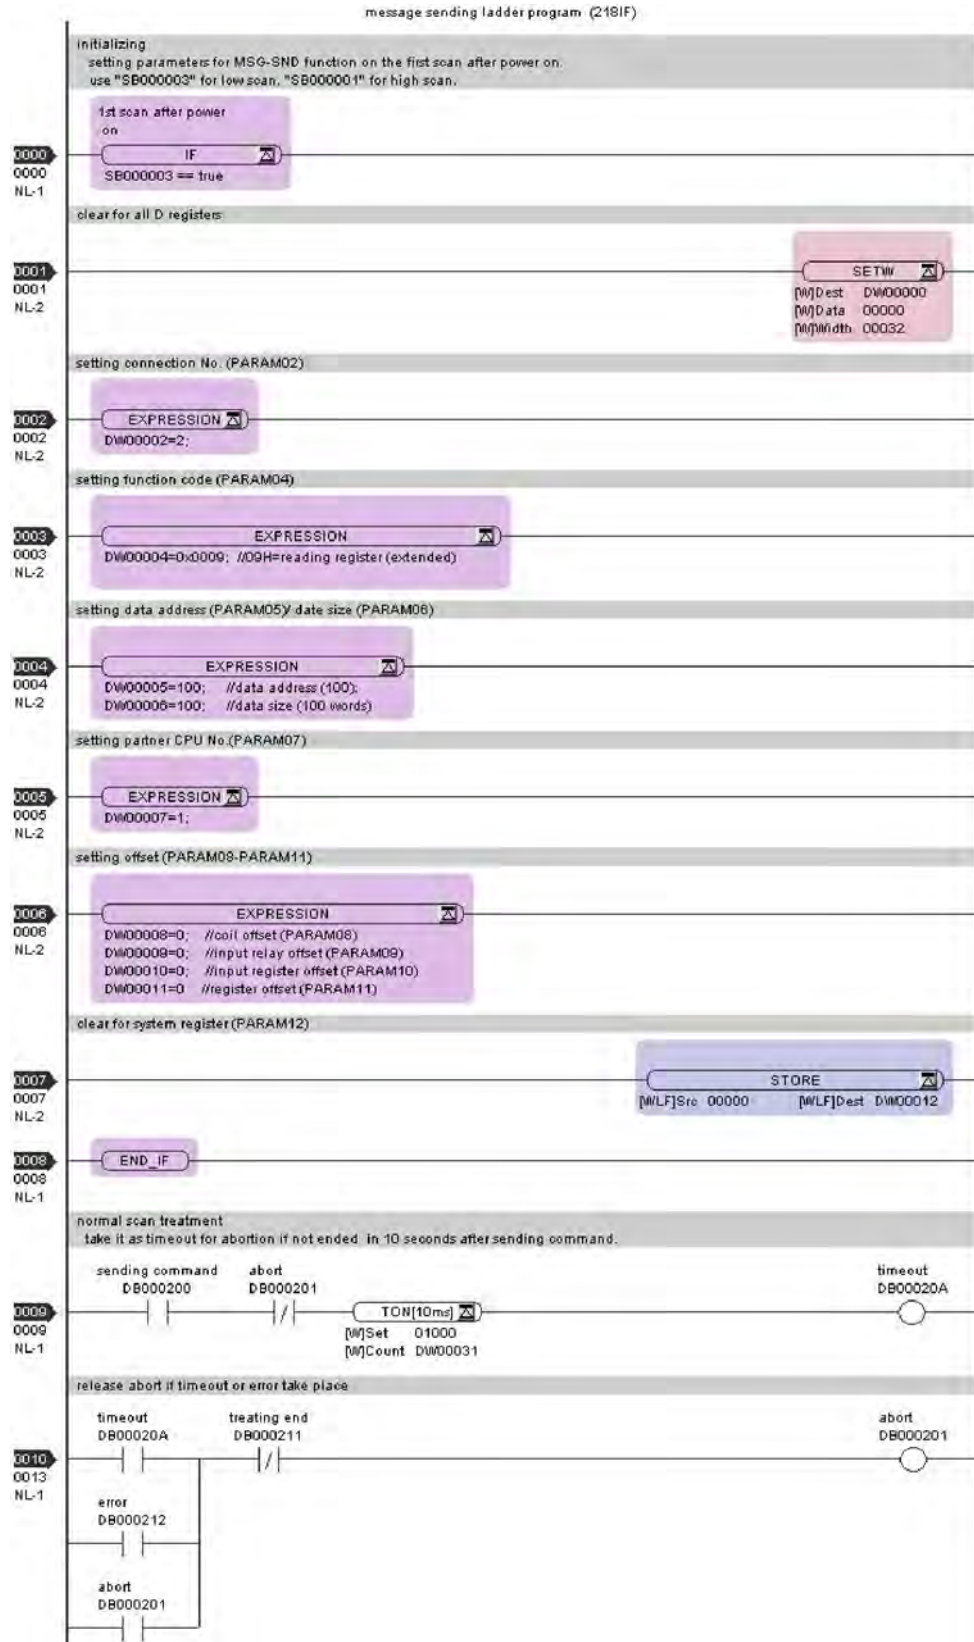 message sending ladder program (218IF)
initializing
setting parameters for MSG-SND function on the first scan after power on.
use "SB000003" for low scan, "SB000001" for high scan.
1st scan after power
on
0000
IF
0000
SB000003 == true
NL-1
clear for all D registers
0001
SETW
0001
[W]Dest DW00000
NL-2
[W]Data 00000
[W]Width 00032
setting connection No. (PARAM02)
0002
EXPRESSION
0002
DW00002=2;
NL-2
setting function code (PARAM04)
0003
EXPRESSION
0003
DW00004=0x0009; //09H=reading register (extended)
NL-2
setting data address (PARAM05)/ date size (PARAM06)
0004
EXPRESSION
0004
DW00005=100; //data address (100);
NL-2
DW00006=100; //data size (100 words)
setting partner CPU No.(PARAM07)
0005
EXPRESSION
0005
DW00007=1;
NL-2
setting offset (PARAM08-PARAM11)
0006
EXPRESSION
0006
DW00008=0; //coil offset (PARAM08)
NL-2
DW00009=0; //input relay offset (PARAM09)
DW00010=0; //input register offset (PARAM10)
DW00011=0 //register offset (PARAM11)
clear for system register (PARAM12)
0007
STORE
0007
[WLF]Src 00000 [WLF]Dest DW00012
NL-2
0008
END_IF
0008
NL-1
normal scan treatment
take it as timeout for abortion if not ended in 10 seconds after sending command.
sending command abort timeout
DB000200 DB000201 DB00020A
0009
TON[10ms]
0009
[W]Set 01000
NL-1
[W]Count DW00031
release abort if timeout or error take place
timeout treating end abort
DB00020A DB000211 DB000201
0010
0013
NL-1
error
DB000212
abort
DB000201